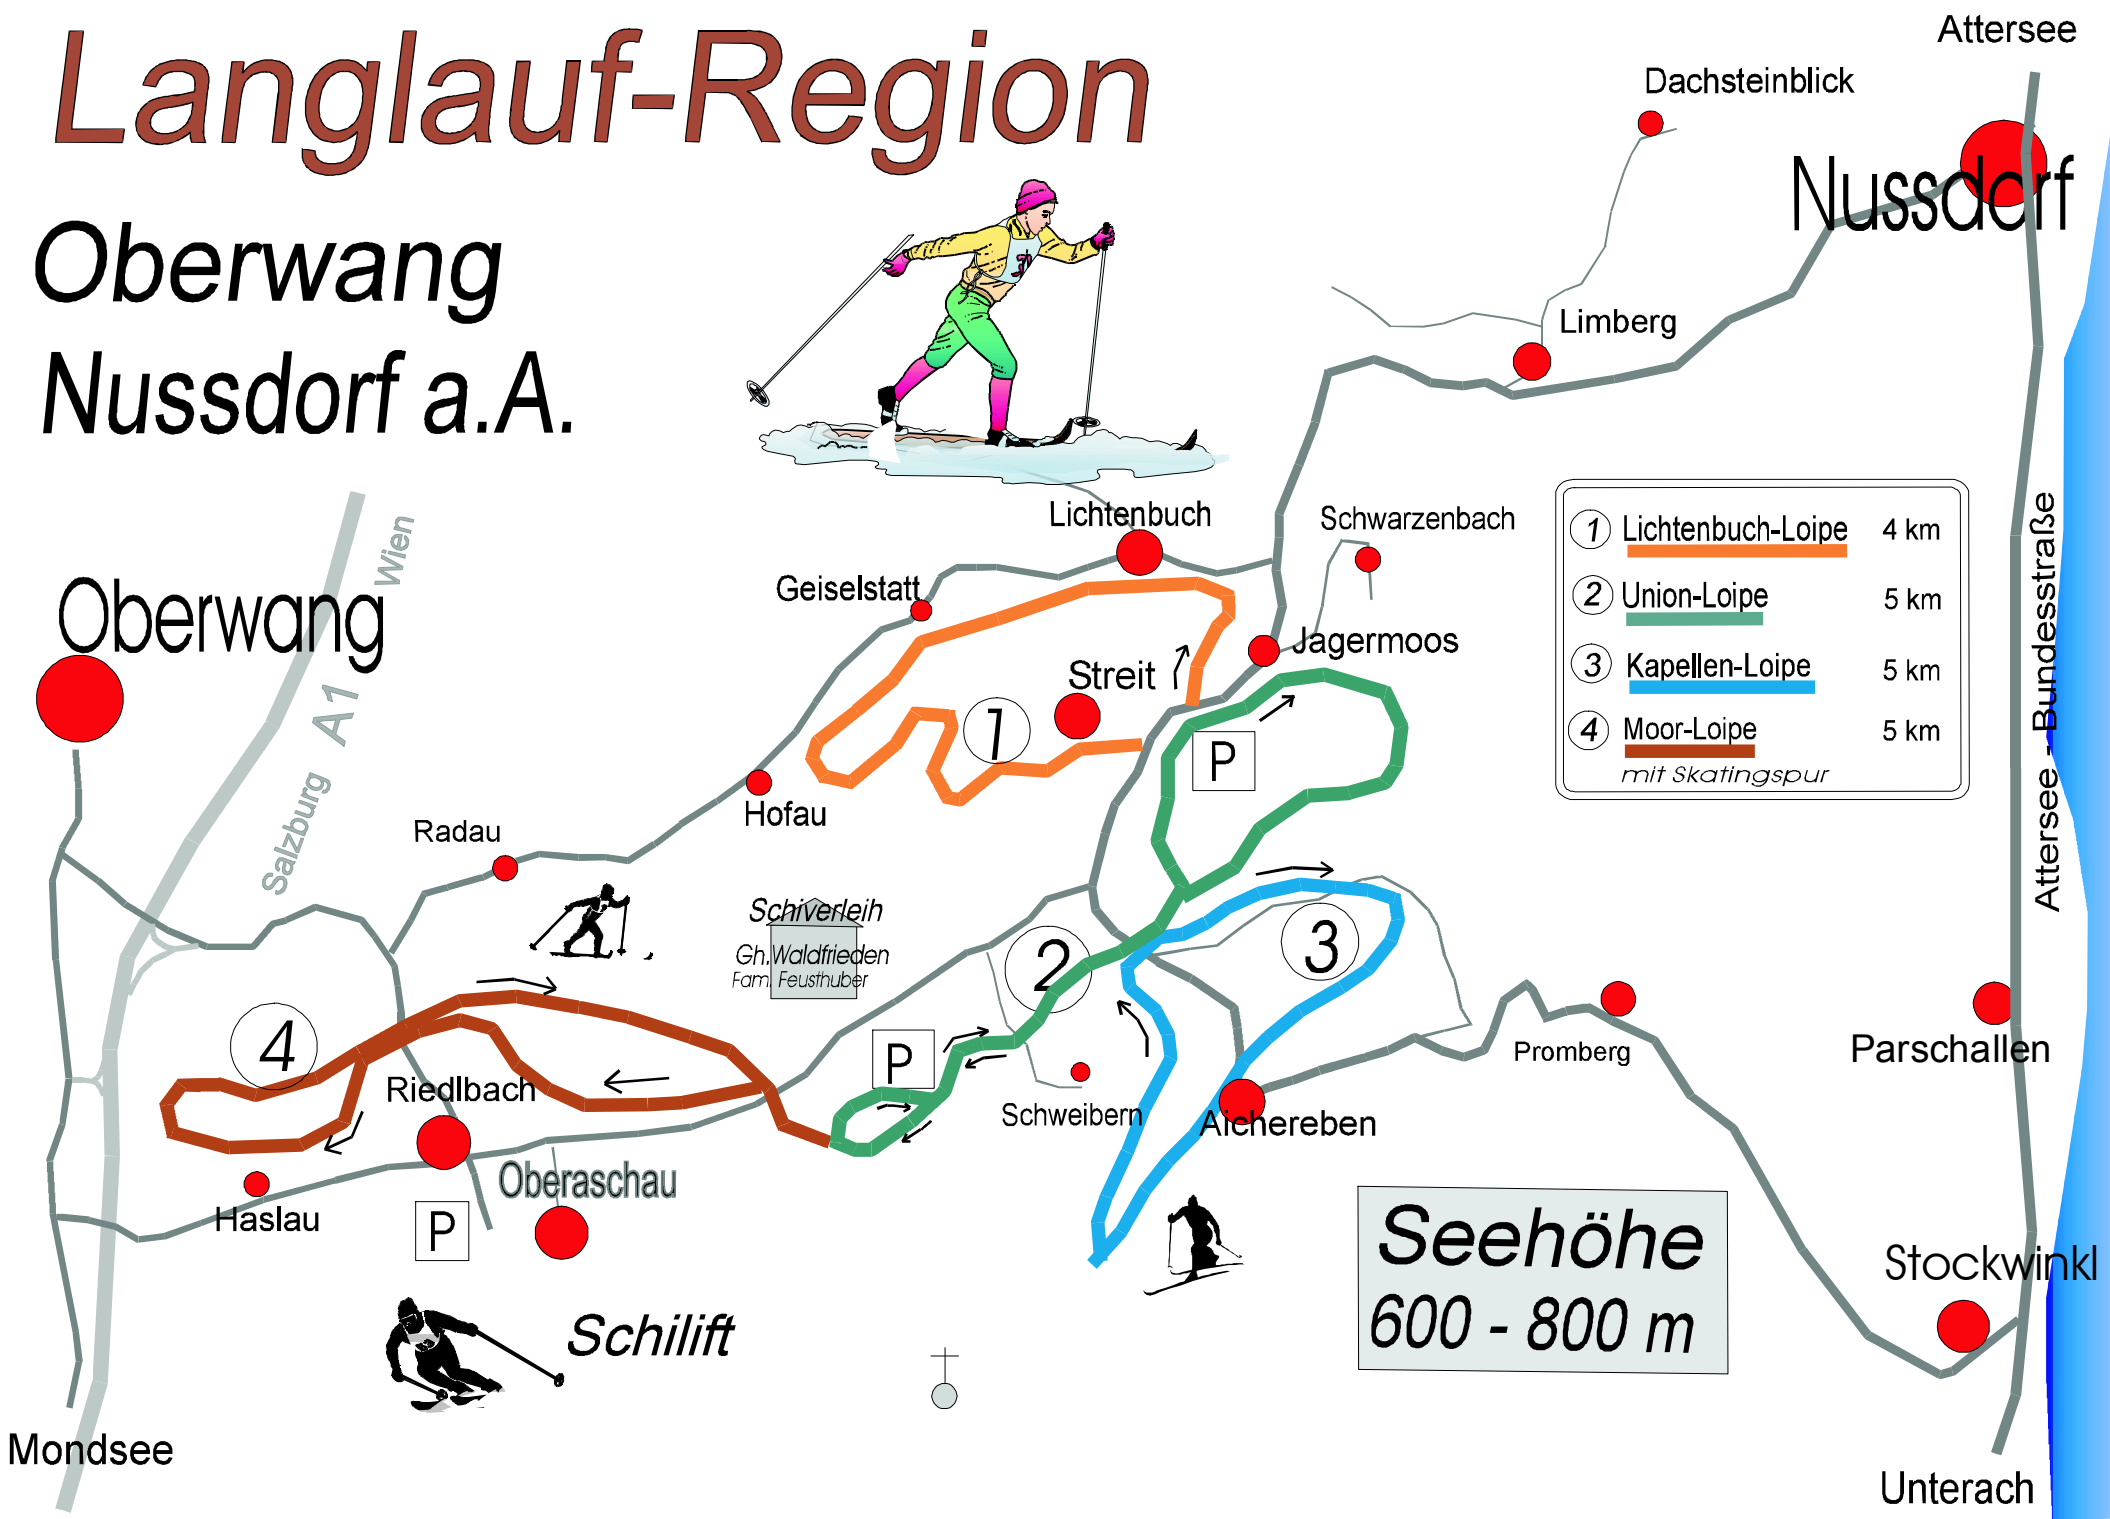 Langlauf-Region
Oberwang
Nussdorf a.A.
Attersee
Dachsteinblick
Nussdorf
Limberg
Lichtenbuch
Schwarzenbach
Geiselstatt
Jagermoos
Streit
1
P
Hofau
Radau
Oberwang
Wien
A1
Salzburg
1 Lichtenbuch-Loipe 4 km
2 Union-Loipe 5 km
3 Kapellen-Loipe 5 km
4 Moor-Loipe 5 km
mit Skatingspur
Attersee - Bundesstraße
Schiverleih
Gh.Waldfrieden
Fam. Feusthuber
2
3
4
P
Riedlbach
Schweibern
Aichereben
Promberg
Parschallen
Oberaschau
Haslau
P
Schilift
Seehöhe
600 - 800 m
Stockwinkl
Mondsee
Unterach